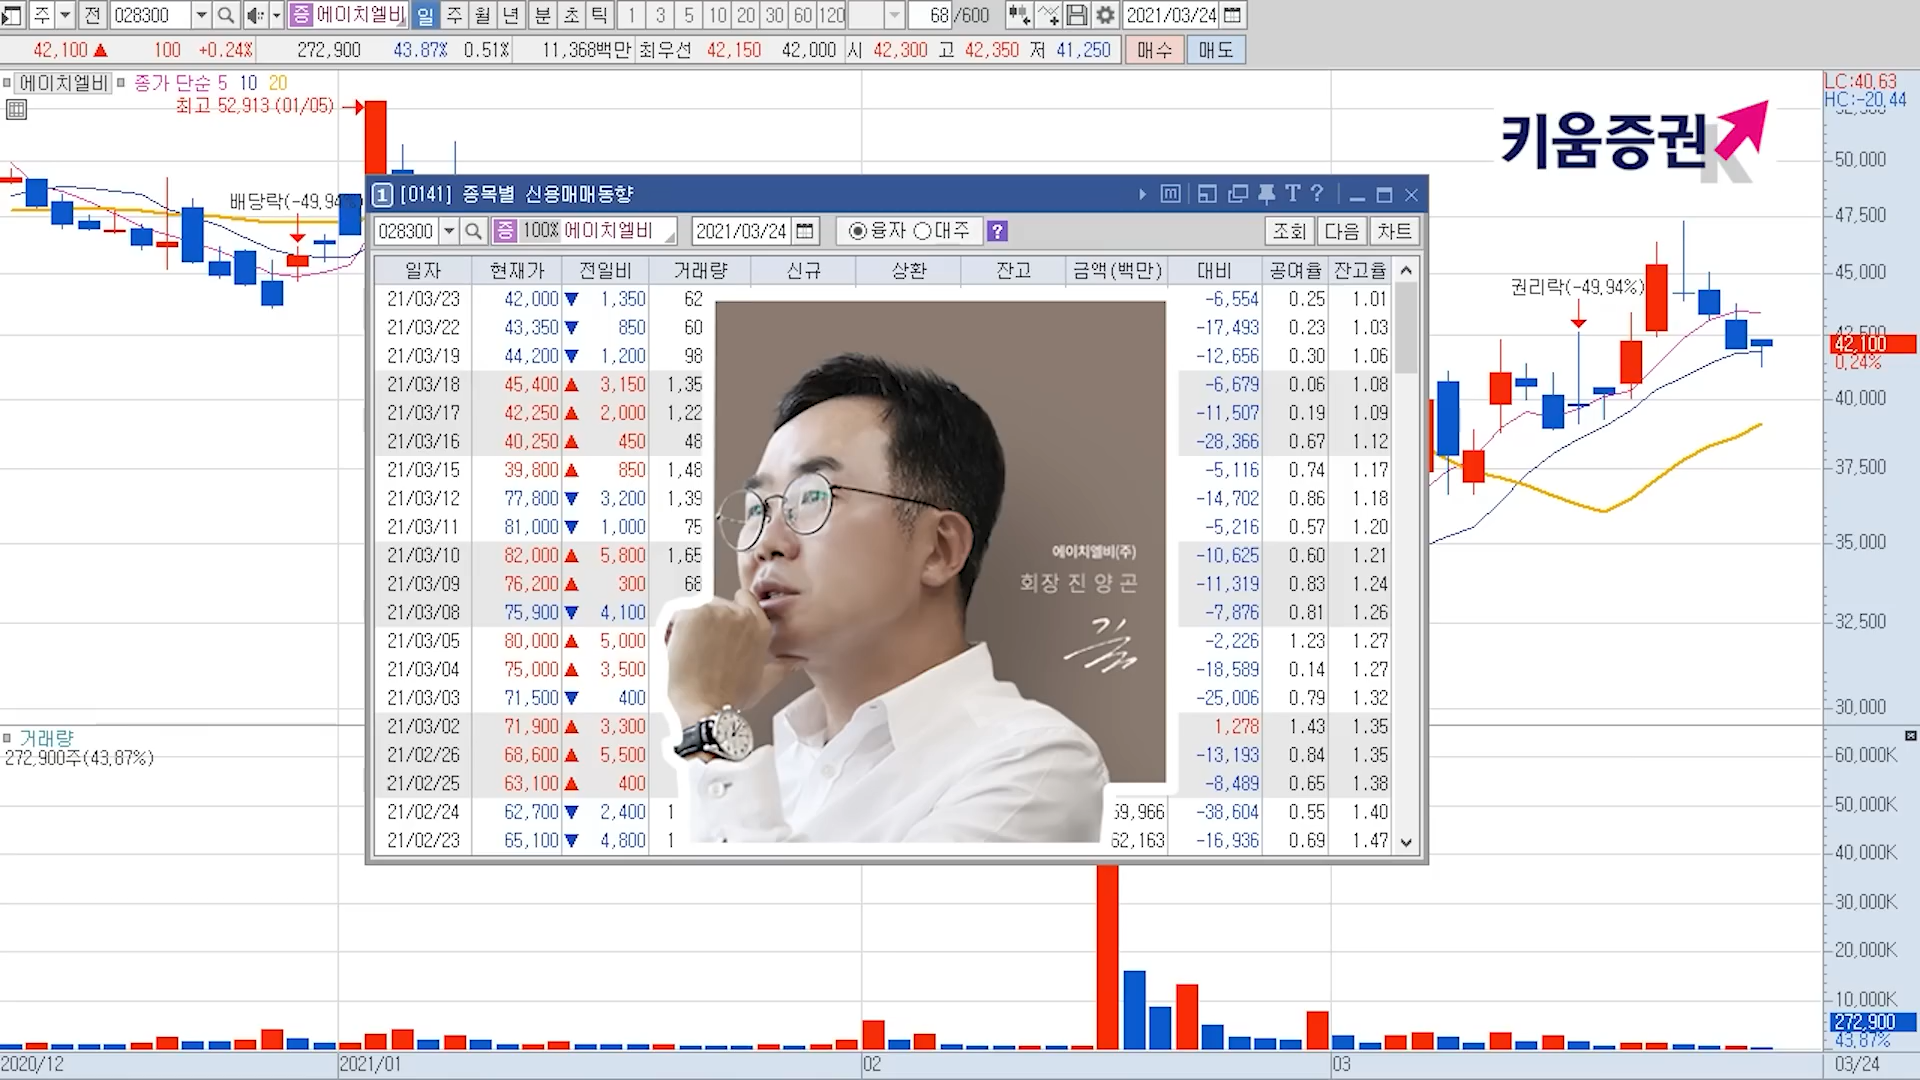 주 전 028300 증 에이치엘비 일 주 월 년 분 초 틱 1 3 5 10 20 30 60 120 68 /600 2021/03/24
42,100 ▲ 100 +0.24% 272,900 43.87% 0.51% 11,368백만 최우선 42,150 42,000 시 42,300 고 42,350 저 41,250 매수 매도
에이치엘비 종가 단순 5 10 20
최고 52,913 (01/05)
LC:40.63
HC:-20.44
키움증권
배당락(-49.94%
권리락(-49.94%)
50,000
47,500
45,000
42,500
42,100
0.24%
40,000
37,500
35,000
32,500
30,000
1 [0141] 종목별 신용매매동향
028300 증 100% 에이치엘비 2021/03/24 융자 대주 ? 조회 다음 차트
일자 현재가 전일비 거래량 신규 상환 잔고 금액(백만) 대비 공여율 잔고율
21/03/23 42,000 ▼ 1,350 62 -6,554 0.25 1.01
21/03/22 43,350 ▼ 850 60 -17,493 0.23 1.03
21/03/19 44,200 ▼ 1,200 98 -12,656 0.30 1.06
21/03/18 45,400 ▲ 3,150 1,35 -6,679 0.06 1.08
21/03/17 42,250 ▲ 2,000 1,22 -11,507 0.19 1.09
21/03/16 40,250 ▲ 450 48 -28,366 0.67 1.12
21/03/15 39,800 ▲ 850 1,48 -5,116 0.74 1.17
21/03/12 77,800 ▼ 3,200 1,39 -14,702 0.86 1.18
21/03/11 81,000 ▼ 1,000 75 -5,216 0.57 1.20
21/03/10 82,000 ▲ 5,800 1,65 -10,625 0.60 1.21
21/03/09 76,200 ▲ 300 68 -11,319 0.83 1.24
21/03/08 75,900 ▼ 4,100 -7,876 0.81 1.26
21/03/05 80,000 ▲ 5,000 -2,226 1.23 1.27
21/03/04 75,000 ▲ 3,500 -18,589 0.14 1.27
21/03/03 71,500 ▼ 400 -25,006 0.79 1.32
21/03/02 71,900 ▲ 3,300 1,278 1.43 1.35
21/02/26 68,600 ▲ 5,500 -13,193 0.84 1.35
21/02/25 63,100 ▲ 400 -8,489 0.65 1.38
21/02/24 62,700 ▼ 2,400 1 59,966 -38,604 0.55 1.40
21/02/23 65,100 ▼ 4,800 1 62,163 -16,936 0.69 1.47
에이치엘비(주)
회장 진양곤
거래량
272,900주(43.87%)
60,000K
50,000K
40,000K
30,000K
20,000K
10,000K
272,900
43.87%
2020/12 2021/01 02 03 03/24